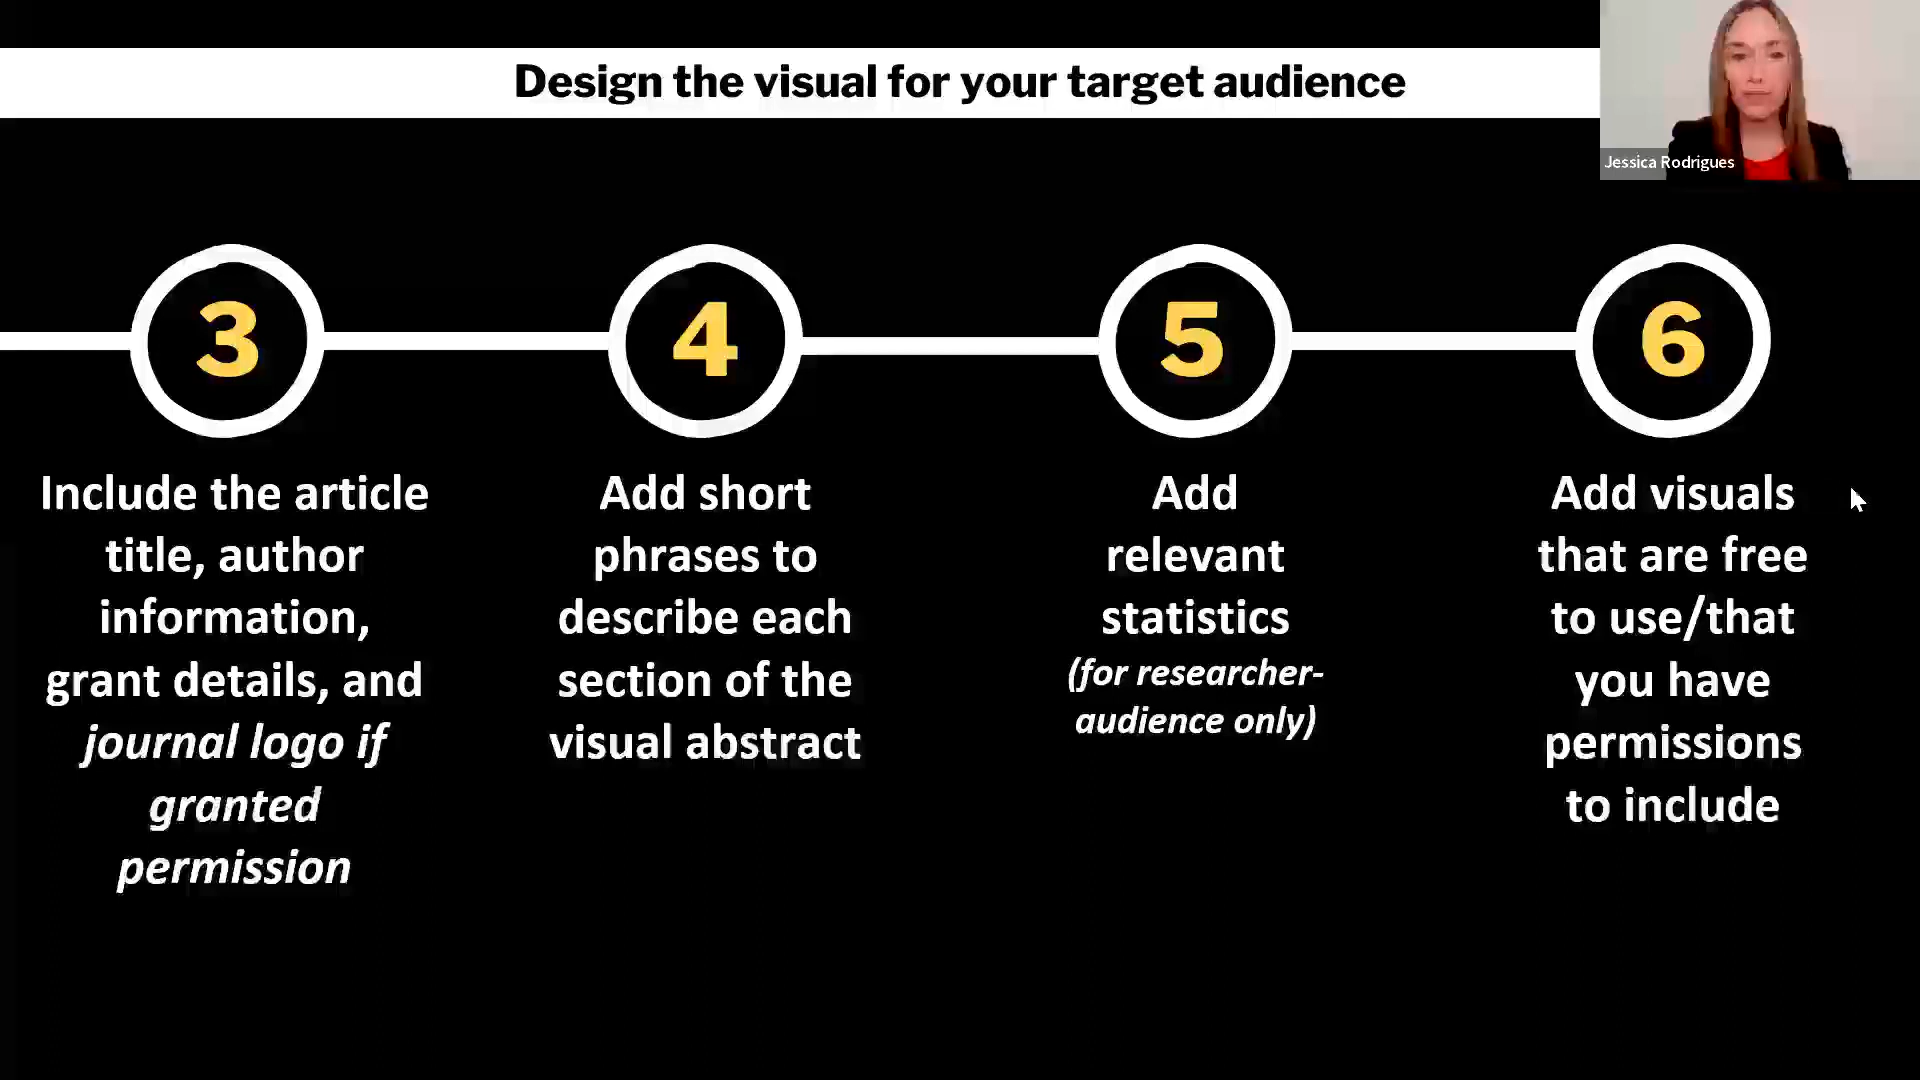 Design the visual for your target audience
Jessica Rodrigues
3
Include the article
title, author
information,
grant details, and
journal logo if
granted
permission
4
Add short
phrases to
describe each
section of the
visual abstract
5
Add
relevant
statistics
(for researcher-
audience only)
6
Add visuals
that are free
to use/that
you have
permissions
to include